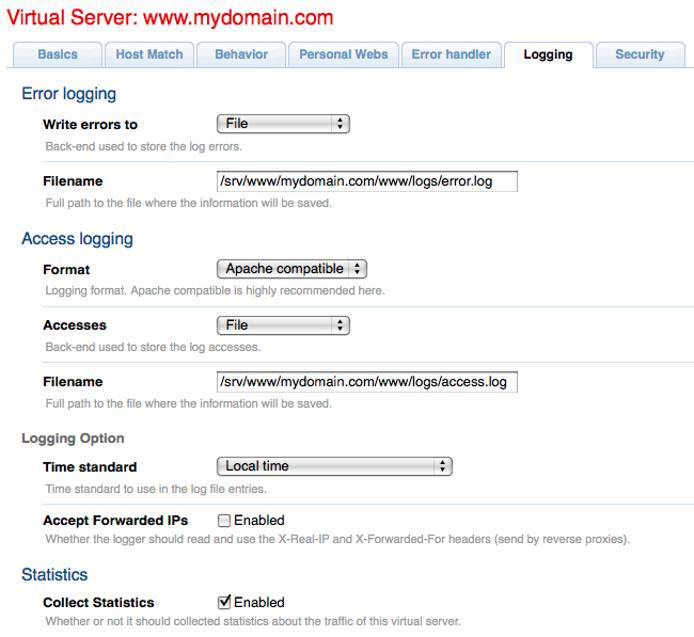 Virtual Server: www.mydomain.com
Basics Host Match Behavior Personal Webs Error handler Logging Security
Error logging
Write errors to File
Back-end used to store the log errors.
Filename /srv/www/mydomain.com/www/logs/error.log
Full path to the file where the information will be saved.
Access logging
Format Apache compatible
Logging format. Apache compatible is highly recommended here.
Accesses File
Back-end used to store the log accesses.
Filename /srv/www/mydomain.com/www/logs/access.log
Full path to the file where the information will be saved.
Logging Option
Time standard Local time
Time standard to use in the log file entries.
Accept Forwarded IPs Enabled
Whether the logger should read and use the X-Real-IP and X-Forwarded-For headers (send by reverse proxies).
Statistics
Collect Statistics Enabled
Whether or not it should collected statistics about the traffic of this virtual server.